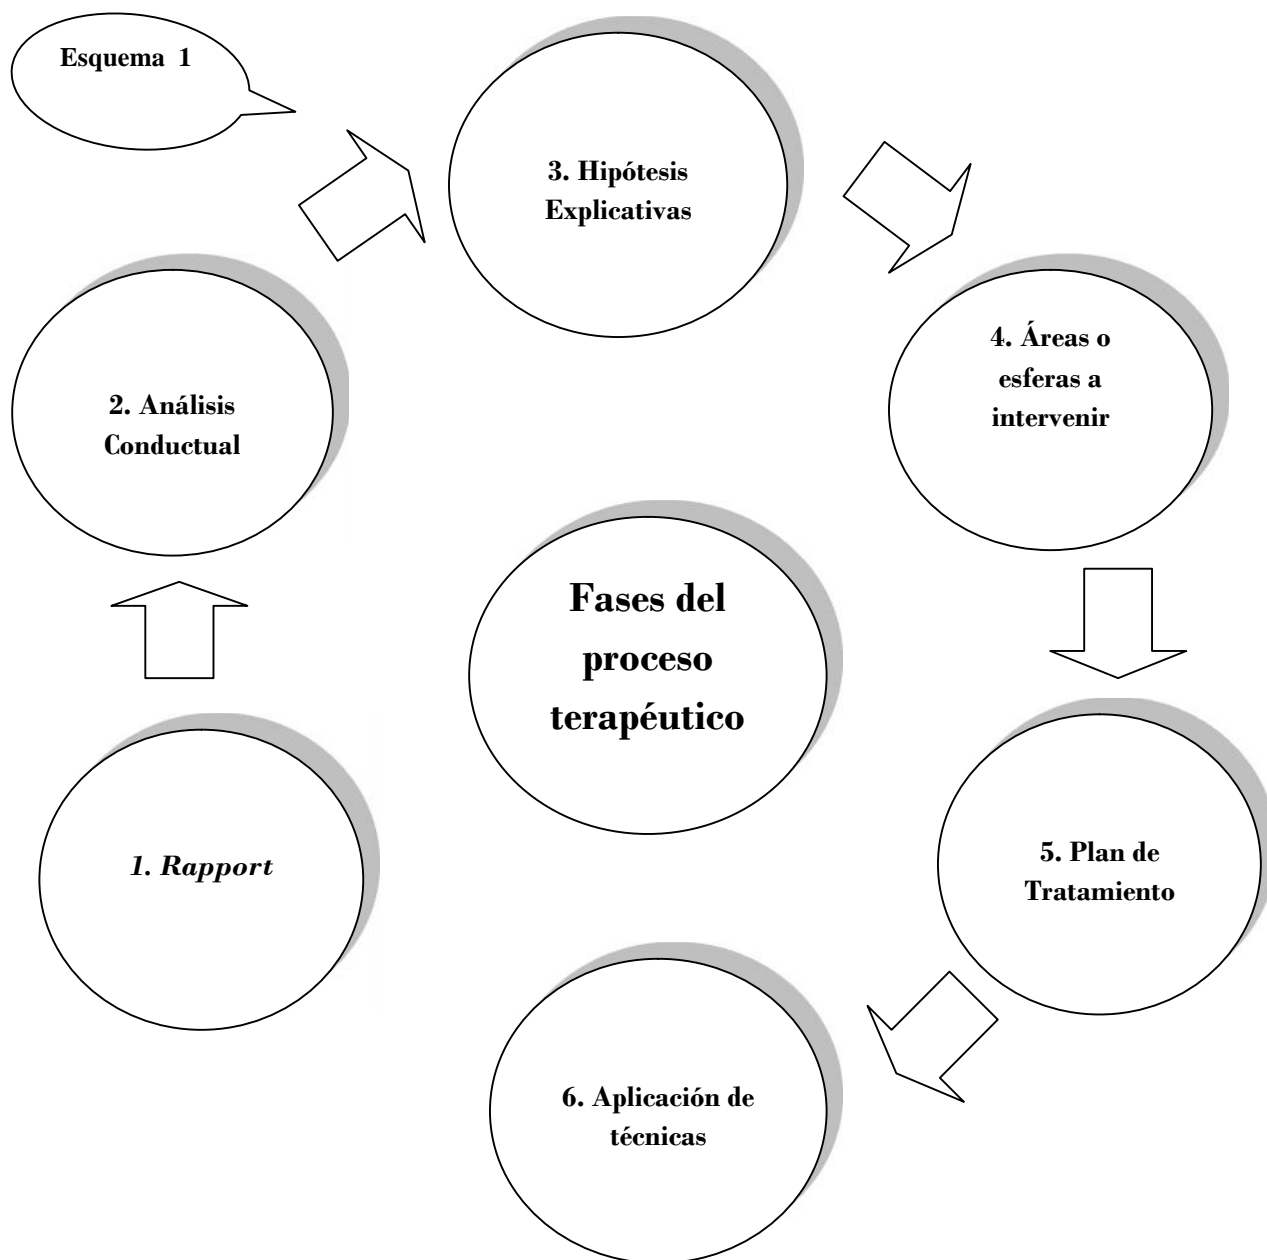 Esquema 1
3. Hipótesis
Explicativas
4. Áreas o
esferas a
intervenir
2. Análisis
Conductual
Fases del
proceso
terapéutico
1. Rapport
5. Plan de
Tratamiento
6. Aplicación de
técnicas